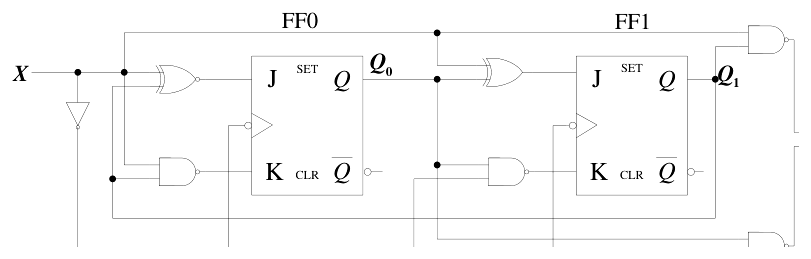 FF0 FF1
X J SET Q Q0 J SET Q Q1
K CLR Q̅ K CLR Q̅